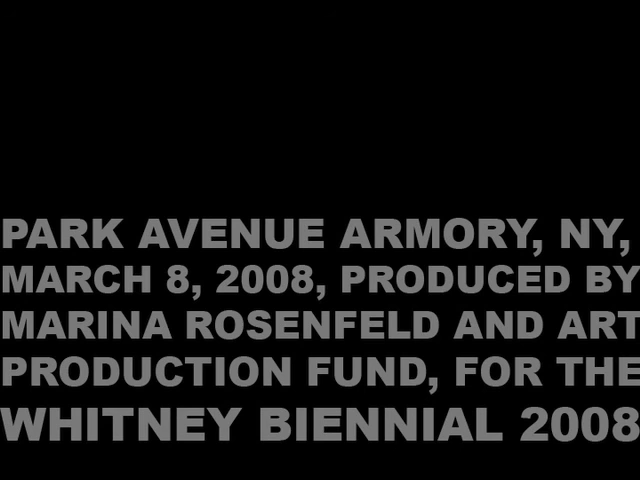 PARK AVENUE ARMORY, NY,
MARCH 8, 2008, PRODUCED BY
MARINA ROSENFELD AND ART
PRODUCTION FUND, FOR THE
WHITNEY BIENNIAL 2008